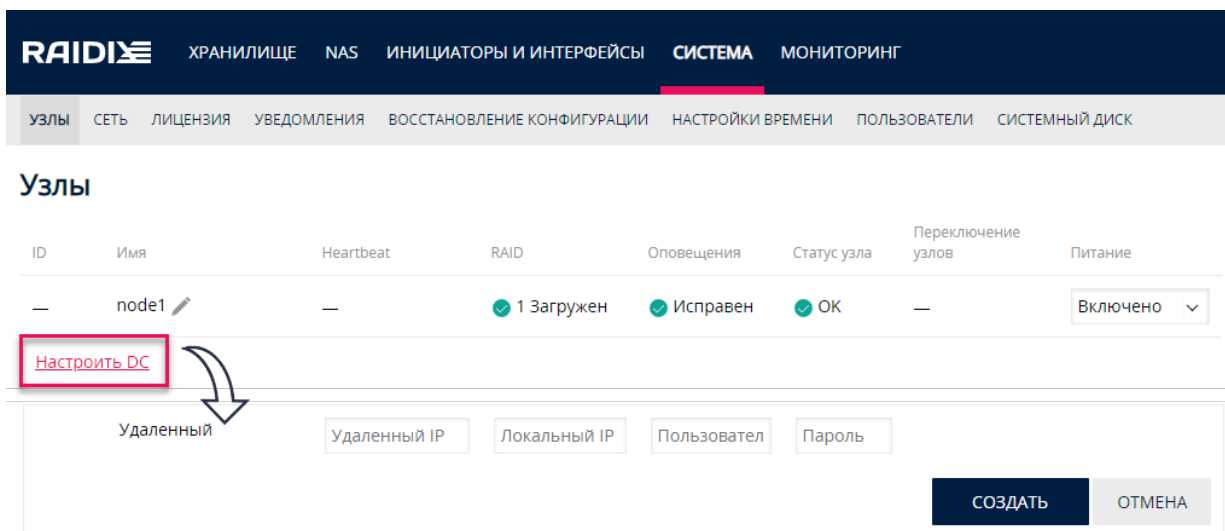 RAIDIX ХРАНИЛИЩЕ NAS ИНИЦИАТОРЫ И ИНТЕРФЕЙСЫ СИСТЕМА МОНИТОРИНГ
УЗЛЫ СЕТЬ ЛИЦЕНЗИЯ УВЕДОМЛЕНИЯ ВОССТАНОВЛЕНИЕ КОНФИГУРАЦИИ НАСТРОЙКИ ВРЕМЕНИ ПОЛЬЗОВАТЕЛИ СИСТЕМНЫЙ ДИСК
Узлы
ID Имя Heartbeat RAID Оповещения Статус узла Переключение узлов Питание
— node1 — 1 Загружен Исправен OK — Включено
Настроить DC
Удаленный Удаленный IP Локальный IP Пользовател Пароль
СОЗДАТЬ ОТМЕНА